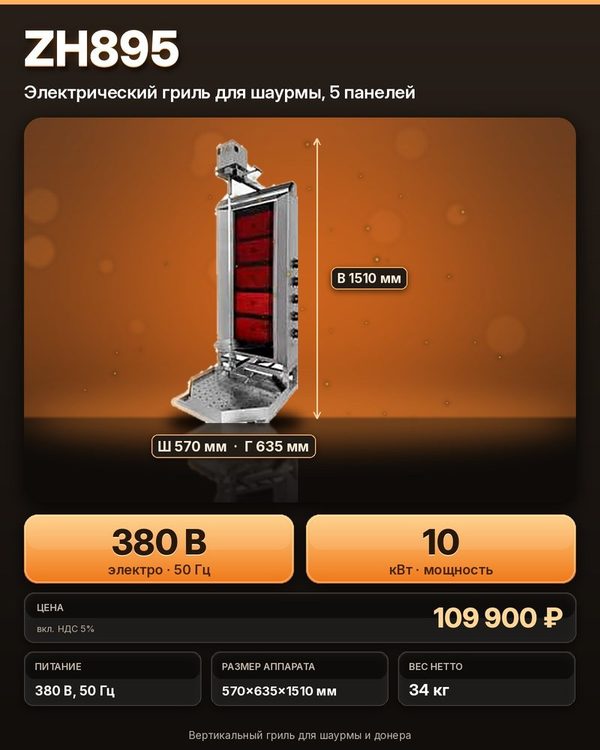 ZH895
Электрический гриль для шаурмы, 5 панелей
В 1510 мм
Ш 570 мм · Г 635 мм
380 В
электро · 50 Гц
10
кВт · мощность
ЦЕНА
вкл. НДС 5%
109 900 ₽
ПИТАНИЕ
380 В, 50 Гц
РАЗМЕР АППАРАТА
570×635×1510 мм
ВЕС НЕТТО
34 кг
Вертикальный гриль для шаурмы и донера